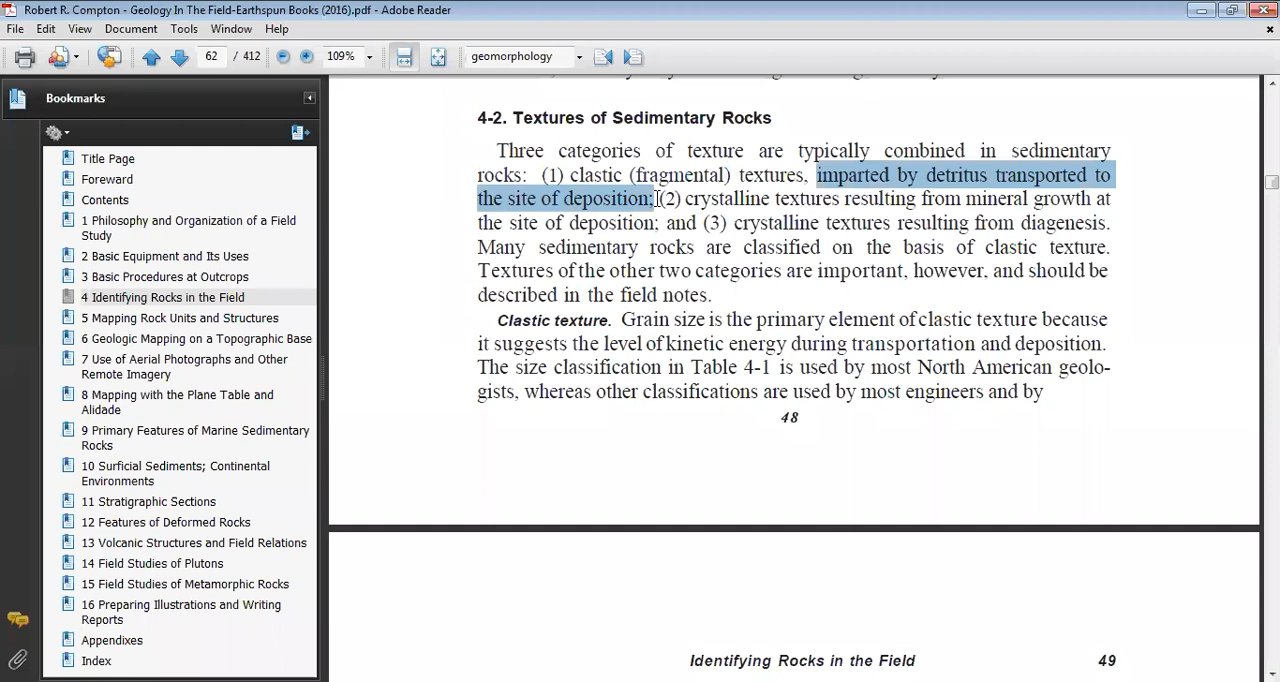 Robert R. Compton - Geology In The Field-Earthspun Books (2016).pdf - Adobe Reader
File Edit View Document Tools Window Help
62 / 412 109% geomorphology
Bookmarks
Title Page
Foreword
Contents
1 Philosophy and Organization of a Field
Study
2 Basic Equipment and Its Uses
3 Basic Procedures at Outcrops
4 Identifying Rocks in the Field
5 Mapping Rock Units and Structures
6 Geologic Mapping on a Topographic Base
7 Use of Aerial Photographs and Other
Remote Imagery
8 Mapping with the Plane Table and
Alidade
9 Primary Features of Marine Sedimentary
Rocks
10 Surficial Sediments; Continental
Environments
11 Stratigraphic Sections
12 Features of Deformed Rocks
13 Volcanic Structures and Field Relations
14 Field Studies of Plutons
15 Field Studies of Metamorphic Rocks
16 Preparing Illustrations and Writing
Reports
Appendixes
Index
4-2. Textures of Sedimentary Rocks
Three categories of texture are typically combined in sedimentary
rocks: (1) clastic (fragmental) textures, imparted by detritus transported to
the site of deposition; (2) crystalline textures resulting from mineral growth at
the site of deposition; and (3) crystalline textures resulting from diagenesis.
Many sedimentary rocks are classified on the basis of clastic texture.
Textures of the other two categories are important, however, and should be
described in the field notes.
Clastic texture. Grain size is the primary element of clastic texture because
it suggests the level of kinetic energy during transportation and deposition.
The size classification in Table 4-1 is used by most North American geolo-
gists, whereas other classifications are used by most engineers and by
48
Identifying Rocks in the Field 49